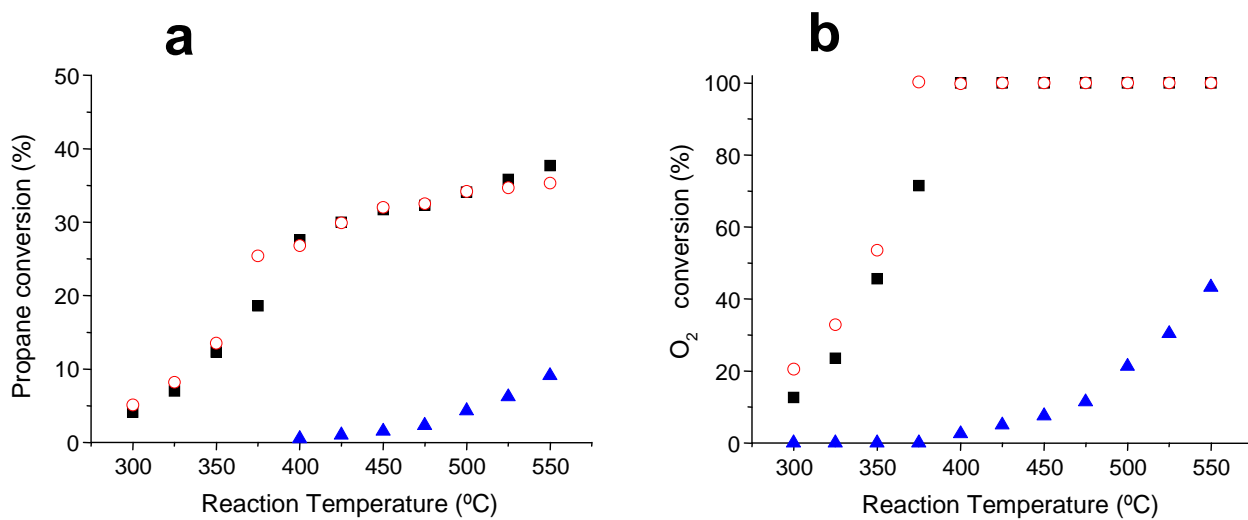 a
50
40
30
20
10
0
300 350 400 450 500 550
Propane conversion (%)
Reaction Temperature (ºC)
b
100
80
60
40
20
0
300 350 400 450 500 550
O₂ conversion (%)
Reaction Temperature (ºC)